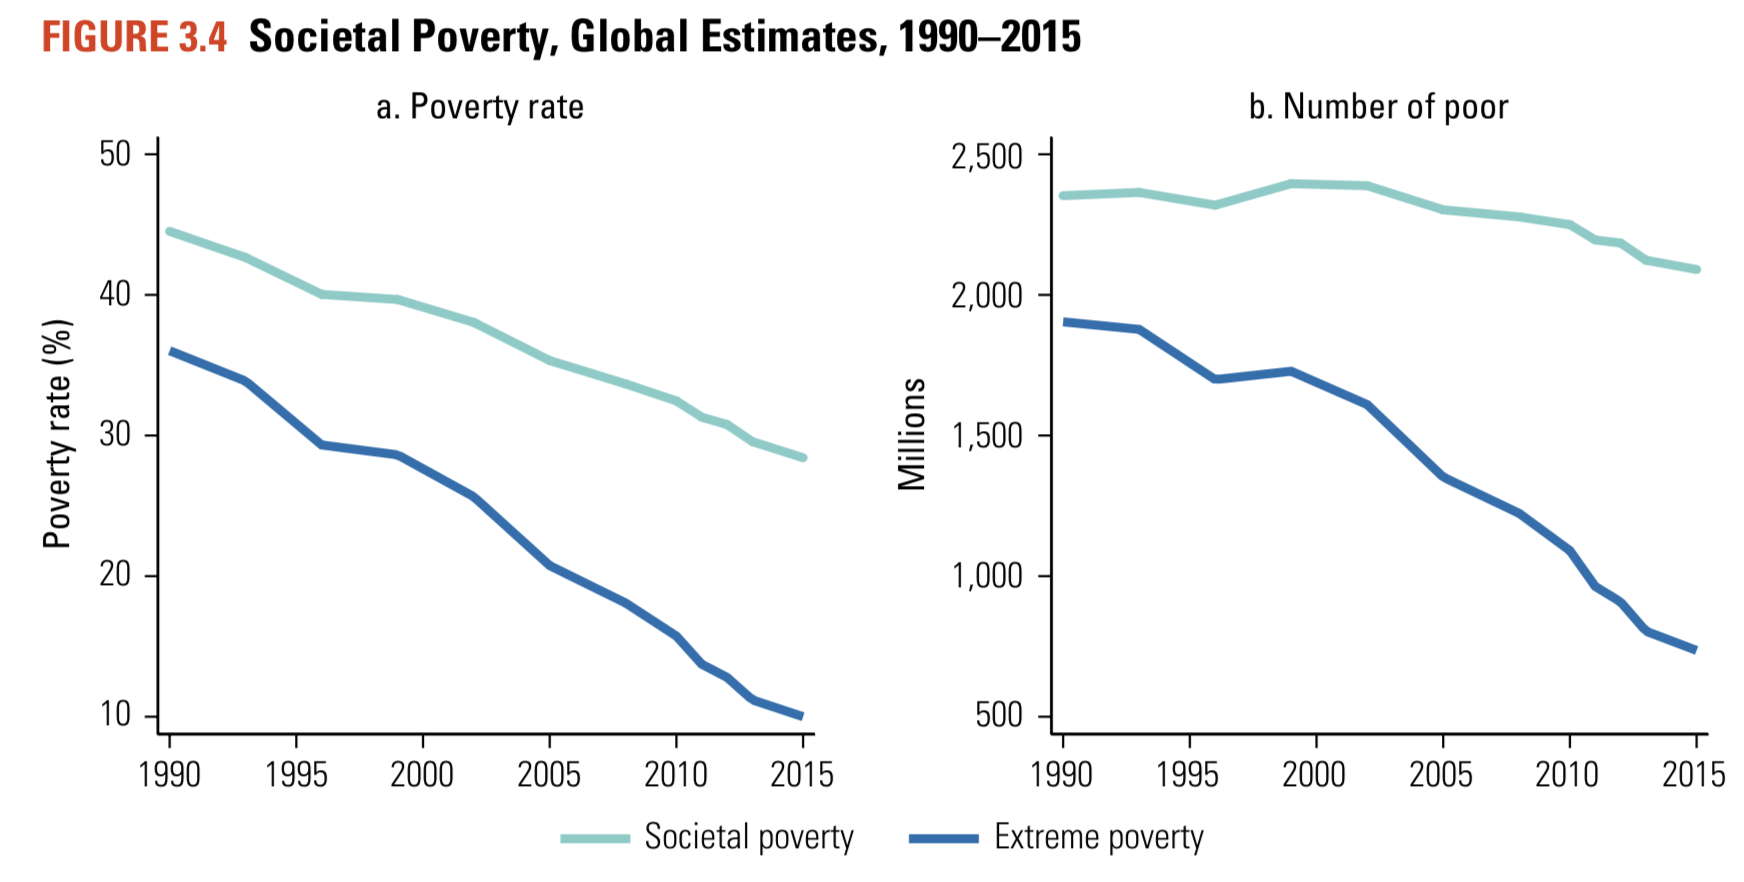 FIGURE 3.4 Societal Poverty, Global Estimates, 1990–2015
a. Poverty rate
50
40
30
20
10
Poverty rate (%)
1990 1995 2000 2005 2010 2015
b. Number of poor
2,500
2,000
1,500
1,000
500
Millions
1990 1995 2000 2005 2010 2015
Societal poverty Extreme poverty